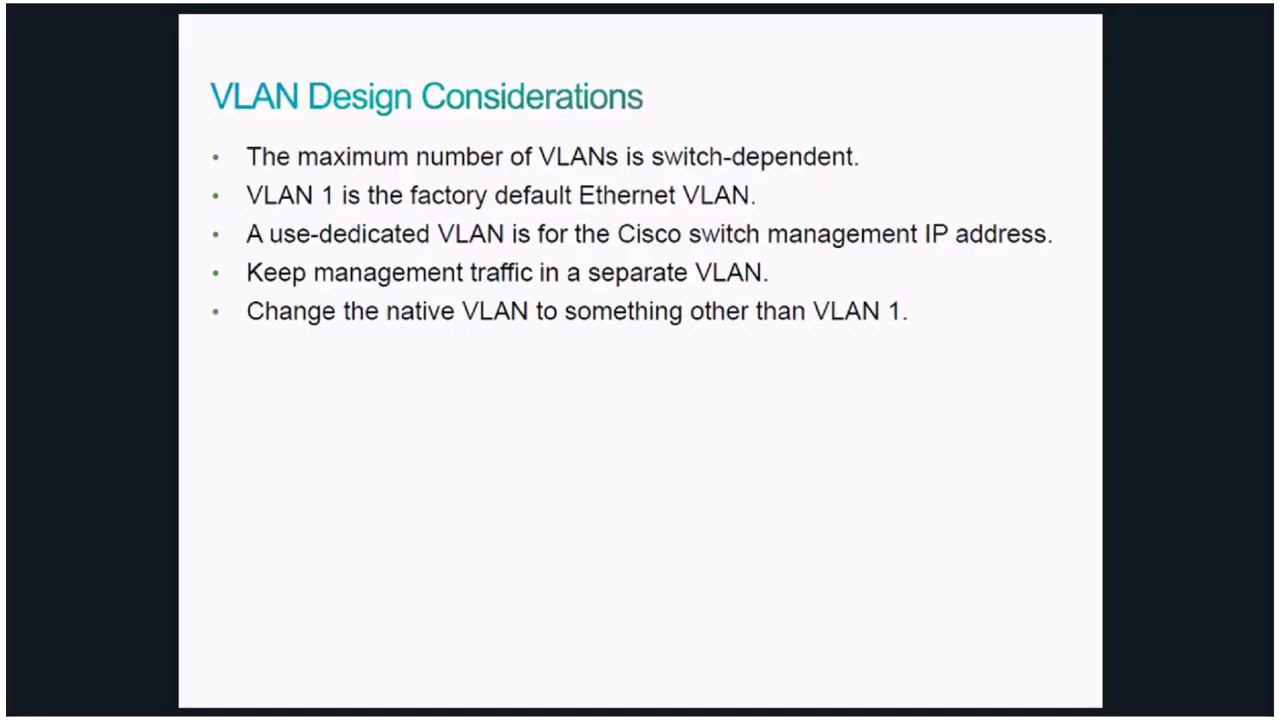 VLAN Design Considerations
• The maximum number of VLANs is switch-dependent.
• VLAN 1 is the factory default Ethernet VLAN.
• A use-dedicated VLAN is for the Cisco switch management IP address.
• Keep management traffic in a separate VLAN.
• Change the native VLAN to something other than VLAN 1.